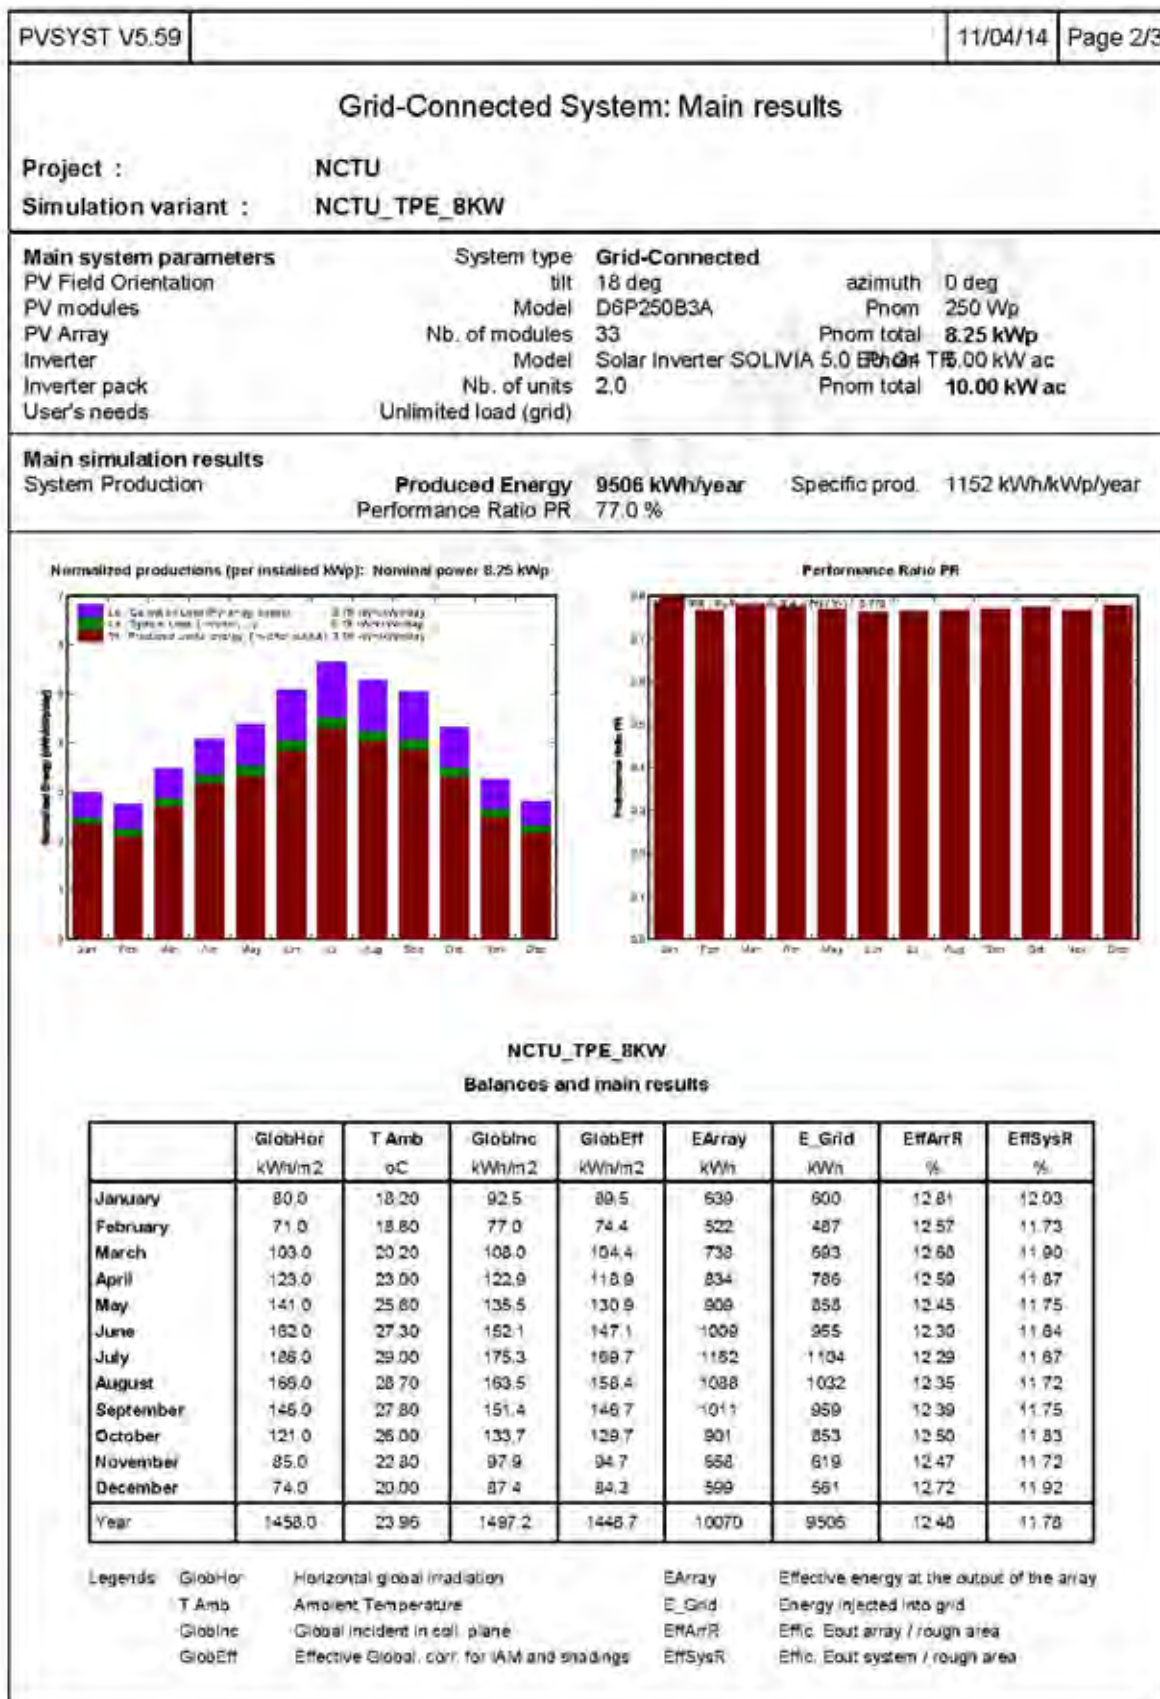 PVSYST V5.59 11/04/14 Page 2/3
Grid-Connected System: Main results
Project : NCTU
Simulation variant : NCTU_TPE_8KW
Main system parameters System type Grid-Connected
PV Field Orientation tilt 18 deg azimuth 0 deg
PV modules Model D6P250B3A Pnom 250 Wp
PV Array Nb. of modules 33 Pnom total 8.25 kWp
Inverter Model Solar Inverter SOLIVIA 5.0 5.00 kW ac
Inverter pack Nb. of units 2.0 Pnom total 10.00 kW ac
User's needs Unlimited load (grid)
Main simulation results
System Production Produced Energy 9506 kWh/year Specific prod. 1152 kWh/kWp/year
Performance Ratio PR 77.0 %
Normalized productions (per installed kWp): Nominal power 8.25 kWp
Performance Ratio PR
NCTU_TPE_8KW
Balances and main results
GlobHor T Amb GlobInc GlobEff EArray E_Grid EffArrR EffSysR
kWh/m2 oC kWh/m2 kWh/m2 kWh kWh % %
January 80.0 18.20 92.5 89.5 639 600 12.81 12.03
February 71.0 18.80 77.0 74.4 522 487 12.57 11.73
March 103.0 20.20 108.0 104.4 738 693 12.68 11.90
April 123.0 23.00 122.9 118.9 834 786 12.59 11.87
May 141.0 25.80 135.5 130.9 909 858 12.45 11.75
June 162.0 27.30 152.1 147.1 1009 955 12.30 11.64
July 186.0 29.00 175.3 169.7 1162 1104 12.29 11.67
August 166.0 28.70 163.5 158.4 1088 1032 12.35 11.72
September 146.0 27.80 151.4 146.7 1011 959 12.39 11.75
October 121.0 26.00 133.7 129.7 901 853 12.50 11.83
November 85.0 22.80 97.9 94.7 658 619 12.47 11.72
December 74.0 20.00 87.4 84.3 599 561 12.72 11.92
Year 1458.0 23.96 1497.2 1448.7 10070 9506 12.48 11.78
Legends: GlobHor Horizontal global irradiation EArray Effective energy at the output of the array
T Amb Ambient Temperature E_Grid Energy injected into grid
GlobInc Global incident in coll. plane EffArrR Effic. Eout array / rough area
GlobEff Effective Global, corr. for IAM and shadings EffSysR Effic. Eout system / rough area